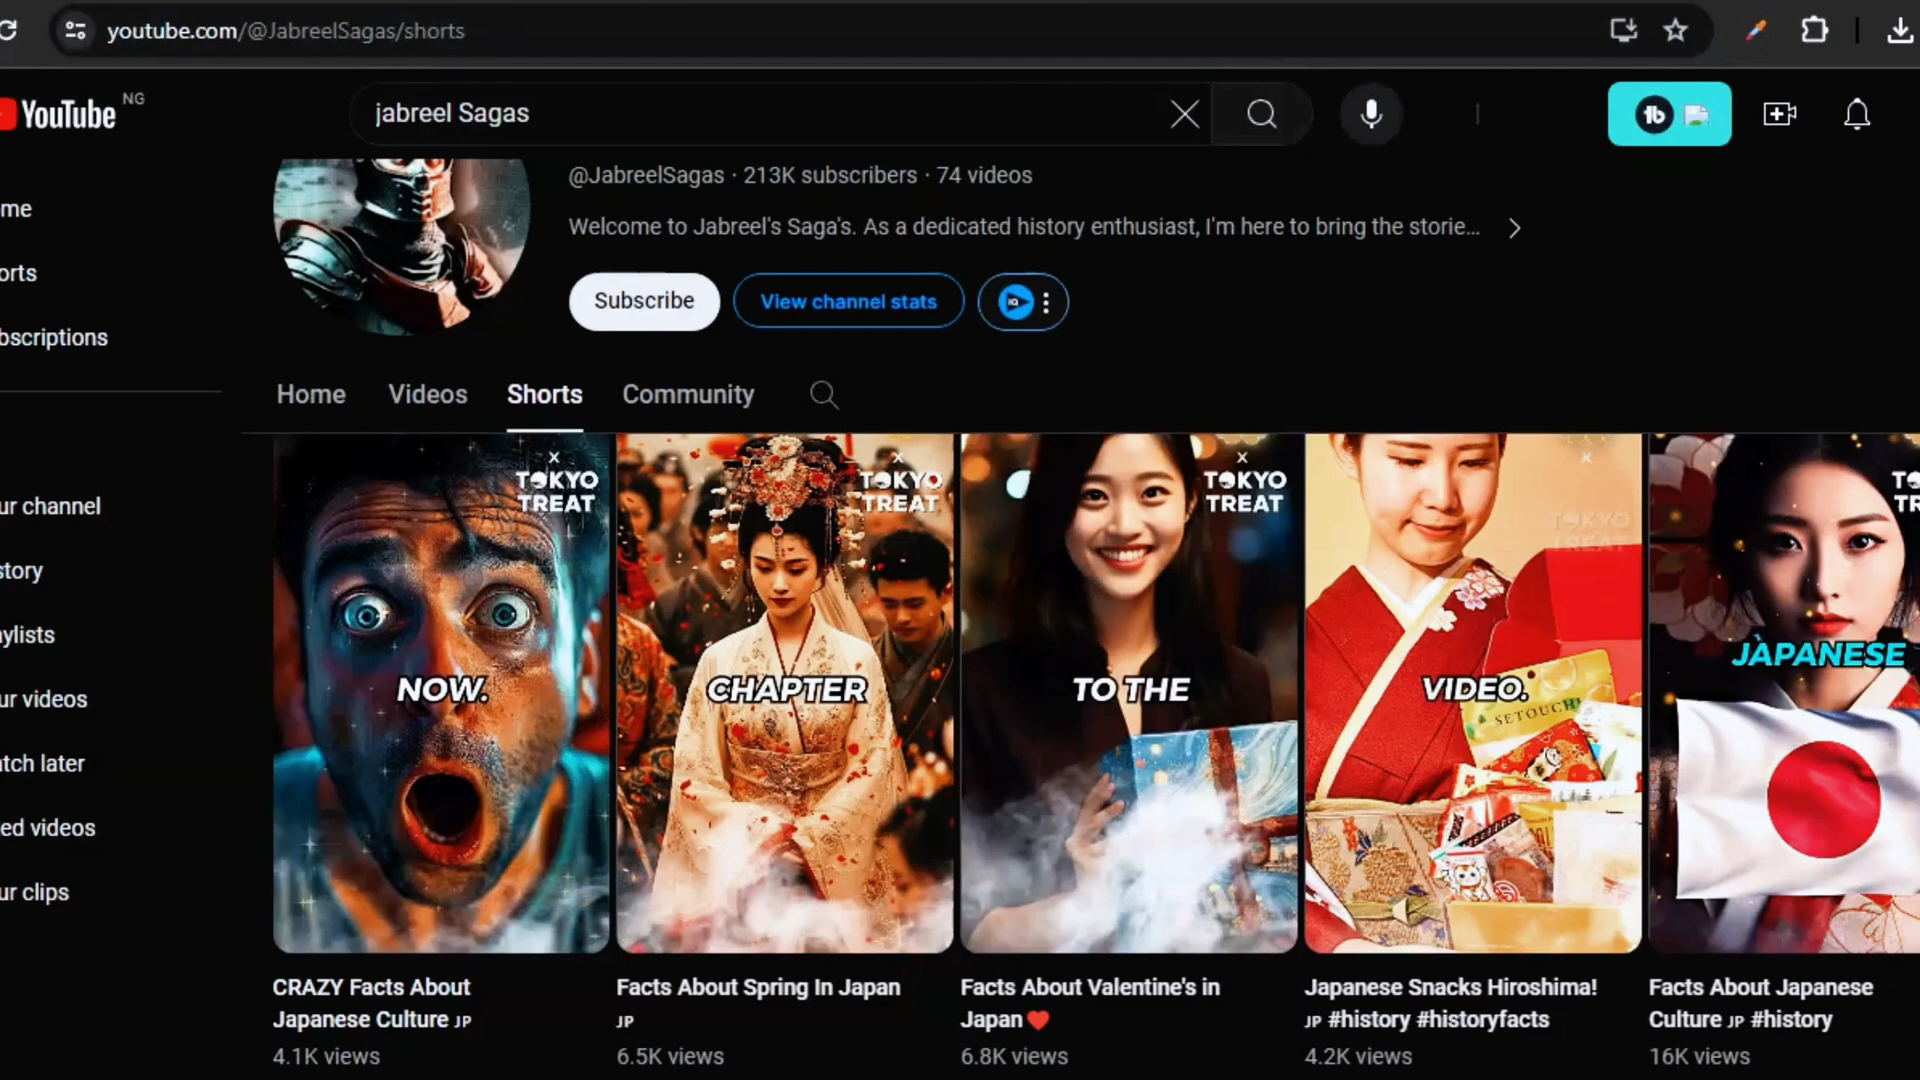 youtube.com/@JabreelSagas/shorts
YouTube NG
jabreel Sagas
@JabreelSagas · 213K subscribers · 74 videos
me
Welcome to Jabreel's Saga's. As a dedicated history enthusiast, I'm here to bring the storie...
orts
Subscribe
View channel stats
bscriptions
Home Videos Shorts Community
x
TOKYO
TREAT
NOW.
x
TOKYO
TREAT
CHAPTER
x
TOKYO
TREAT
TO THE
x
TOKYO
TREAT
VIDEO.
SETOUCHI
TO
TR
JAPANESE
ur channel
story
ylists
ur videos
tch later
ed videos
ur clips
CRAZY Facts About
Japanese Culture JP
4.1K views
Facts About Spring In Japan
JP
6.5K views
Facts About Valentine's in
Japan❤️
6.8K views
Japanese Snacks Hiroshima!
JP #history #historyfacts
4.2K views
Facts About Japanese
Culture JP #history
16K views